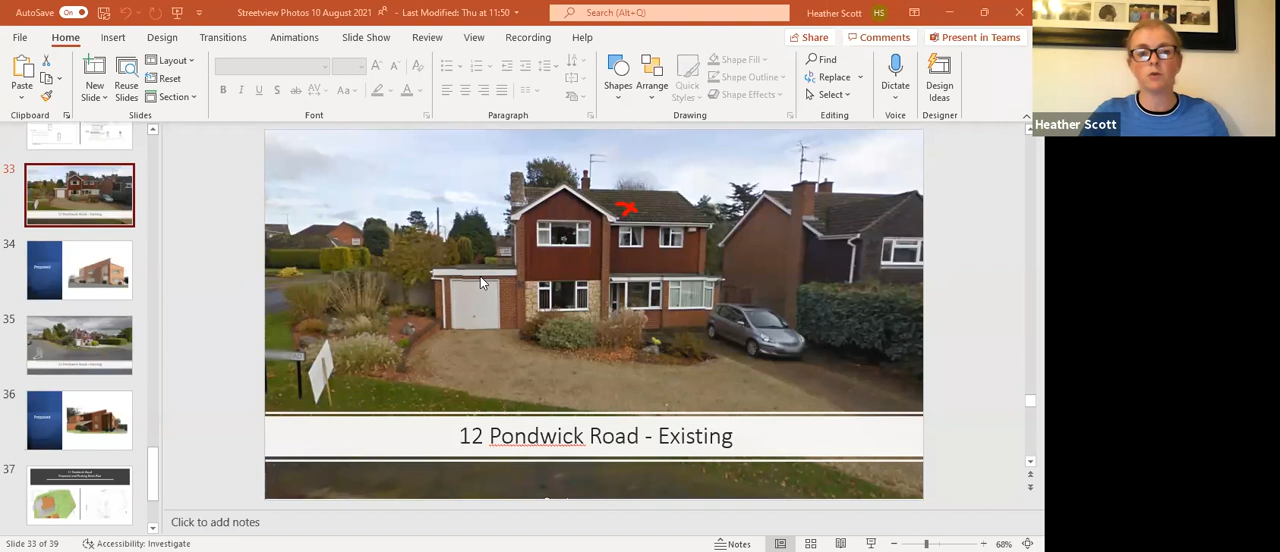 AutoSave
On
Streetview Photos 10 August 2021 - Last Modified: Thu at 11:50
Search (Alt+Q)
Heather Scott
HS
File
Home
Insert
Design
Transitions
Animations
Slide Show
Review
View
Recording
Help
Share
Comments
Present in Teams
Paste
New Slide
Reuse Slides
Layout
Reset
Section
Shapes
Arrange
Quick Styles
Shape Fill
Shape Outline
Shape Effects
Find
Replace
Select
Dictate
Design Ideas
Clipboard
Slides
Font
Paragraph
Drawing
Editing
Voice
Designer
Heather Scott
33
34
Proposed
35
36
Proposed
37
12 Pondwick Road - Existing
Click to add notes
Slide 33 of 39
Accessibility: Investigate
Notes
68%